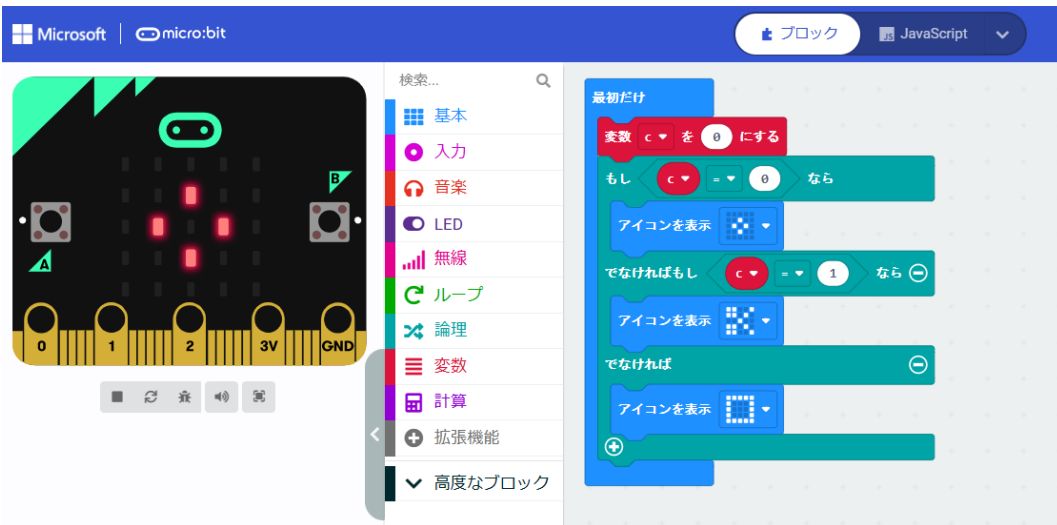 Microsoft micro:bit
ブロック
JS JavaScript
B
A
0 1 2 3V GND
検索...
基本
入力
音楽
LED
無線
ループ
論理
変数
計算
拡張機能
高度なブロック
最初だけ
変数 c を 0 にする
もし c = 0 なら
アイコンを表示
でなければもし c = 1 なら
アイコンを表示
でなければ
アイコンを表示